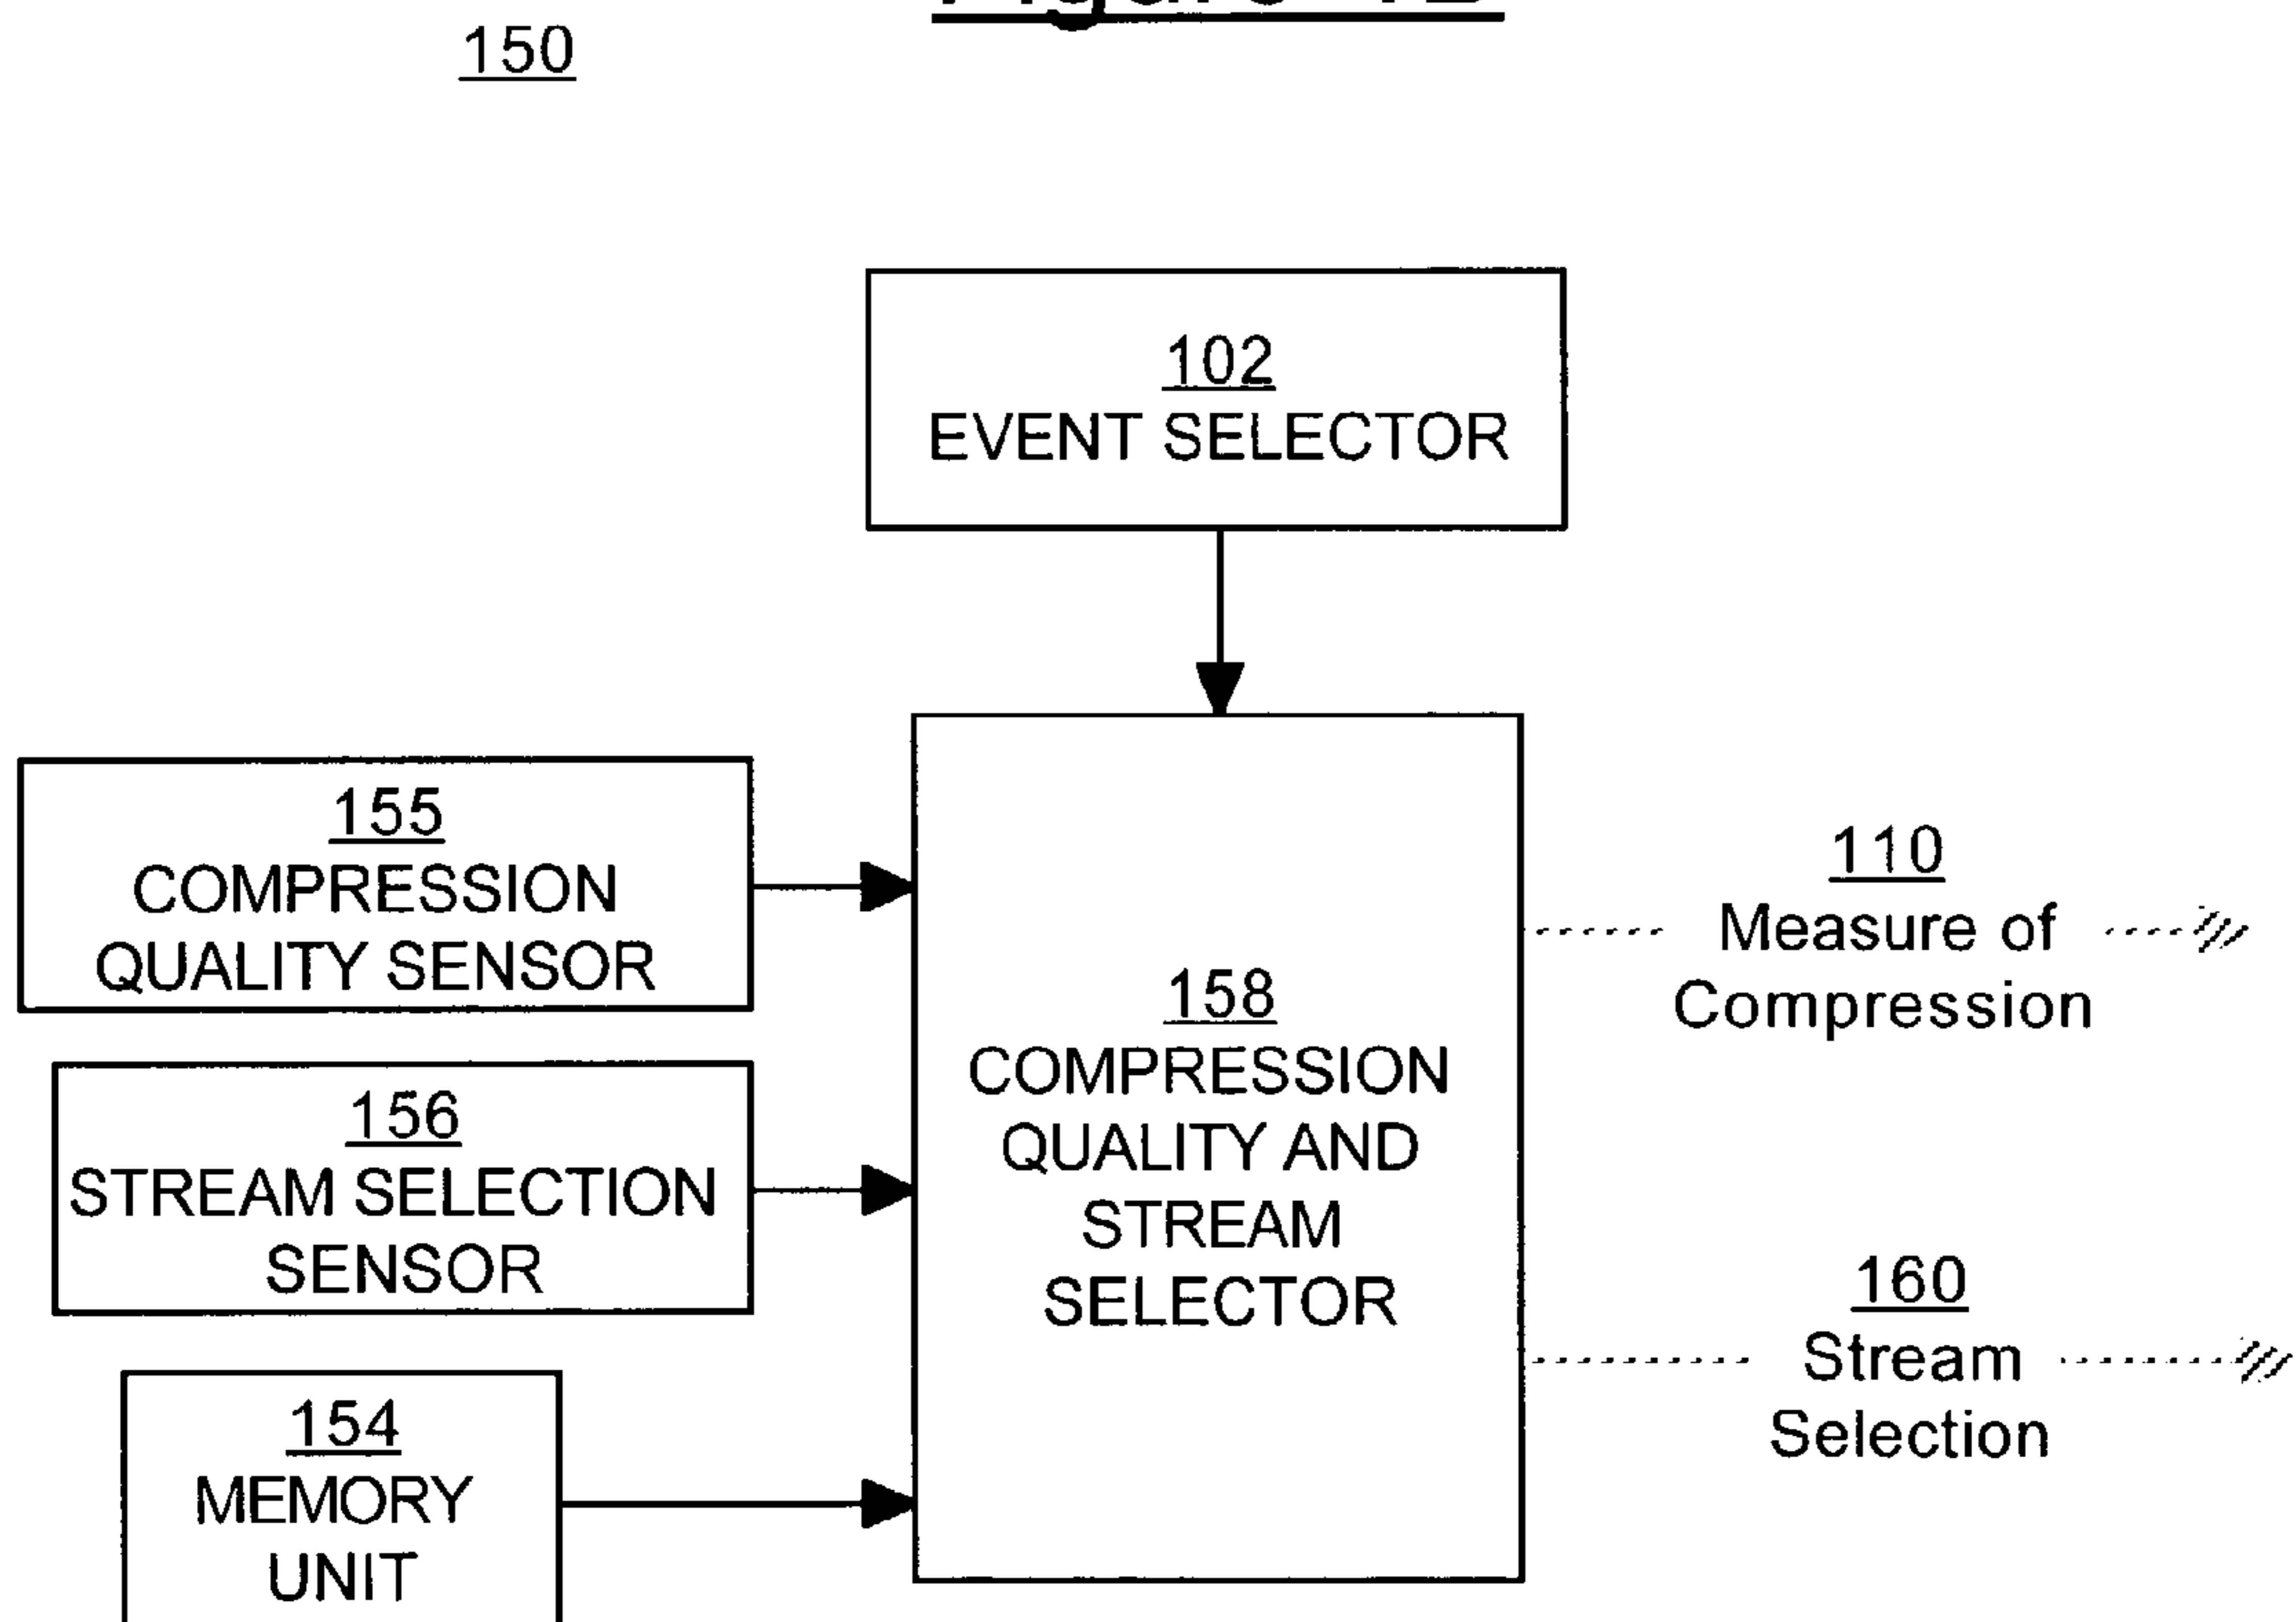 150
102
EVENT SELECTOR
155
COMPRESSION
QUALITY SENSOR
156
STREAM SELECTION
SENSOR
154
MEMORY
UNIT
158
COMPRESSION
QUALITY AND
STREAM
SELECTOR
110
Measure of
Compression
160
Stream
Selection